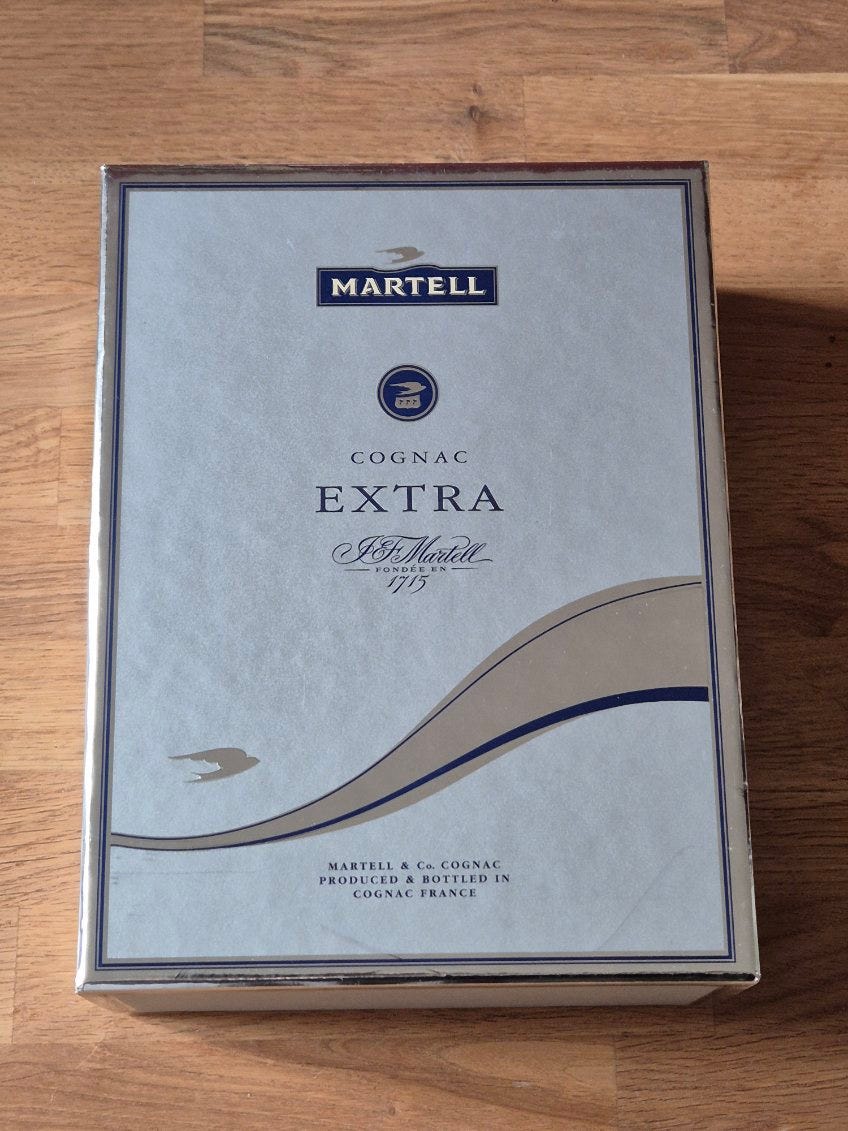 MARTELL
COGNAC
EXTRA
J&F Martell
FONDÉE EN
1715
MARTELL & Co. COGNAC
PRODUCED & BOTTLED IN
COGNAC FRANCE